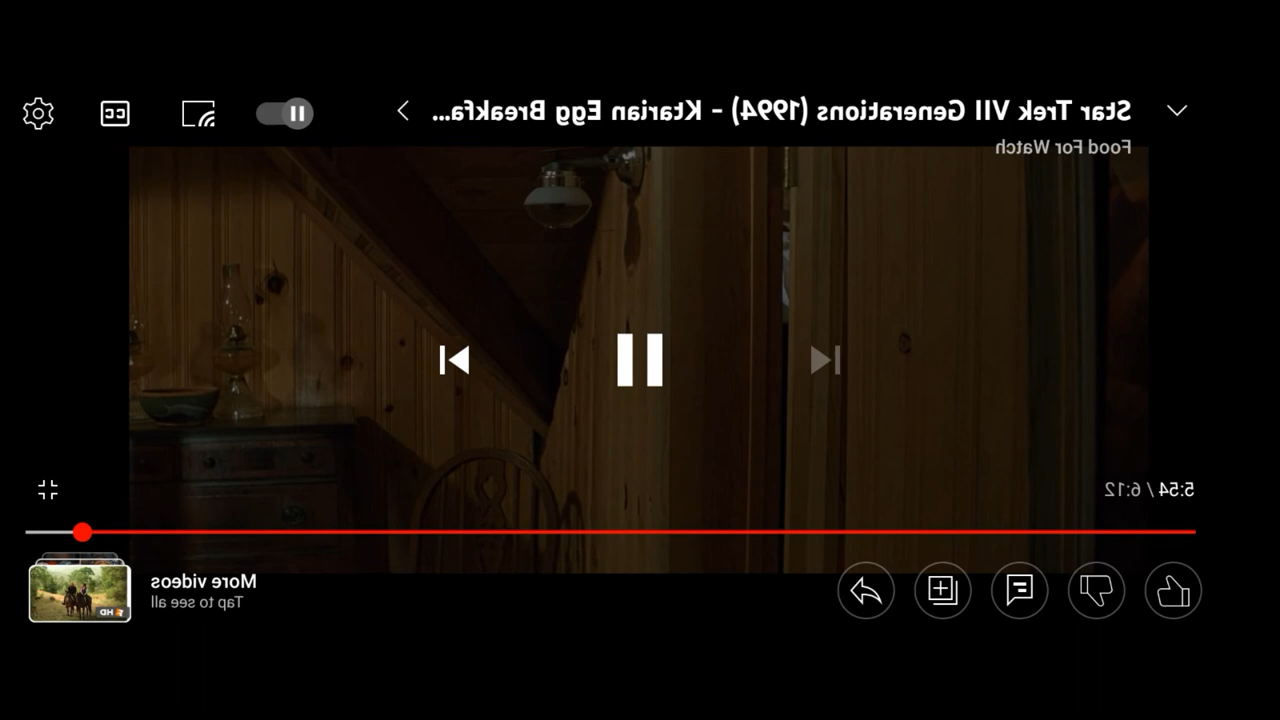 Star Trek VII Generations (1994) - Ktarian Egg Breakfa...
Food For Watch
CC
5:54 / 6:12
More videos
Tap to see all
HD